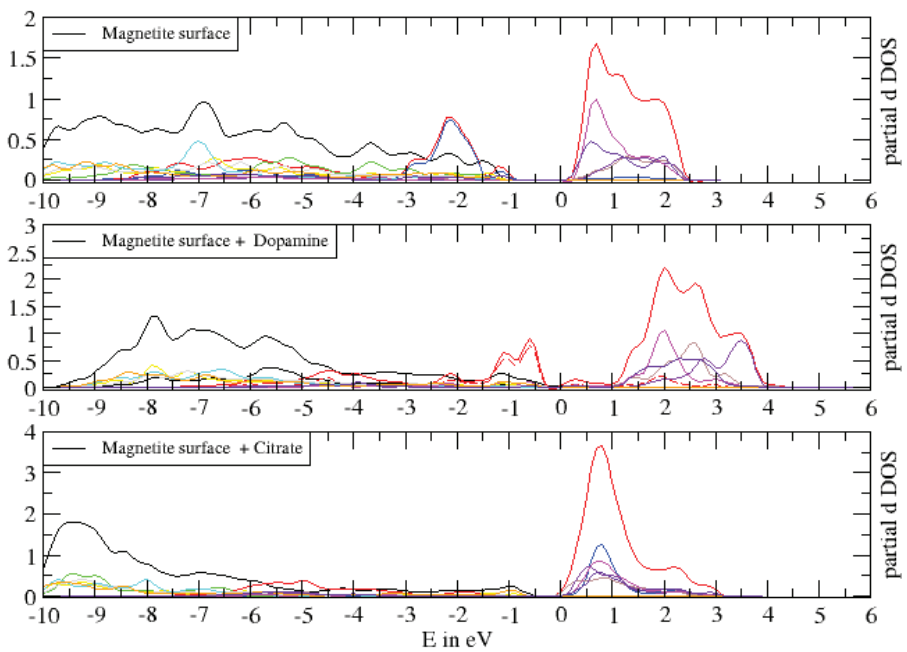 2
1.5
1
0.5
0
Magnetite surface
partial d DOS
-10 -9 -8 -7 -6 -5 -4 -3 -2 -1 0 1 2 3 4 5 6
3
2.5
2
1.5
1
0.5
0
Magnetite surface + Dopamine
partial d DOS
-10 -9 -8 -7 -6 -5 -4 -3 -2 -1 0 1 2 3 4 5 6
4
3
2
1
0
Magnetite surface + Citrate
partial d DOS
-10 -9 -8 -7 -6 -5 -4 -3 -2 -1 0 1 2 3 4 5 6
E in eV